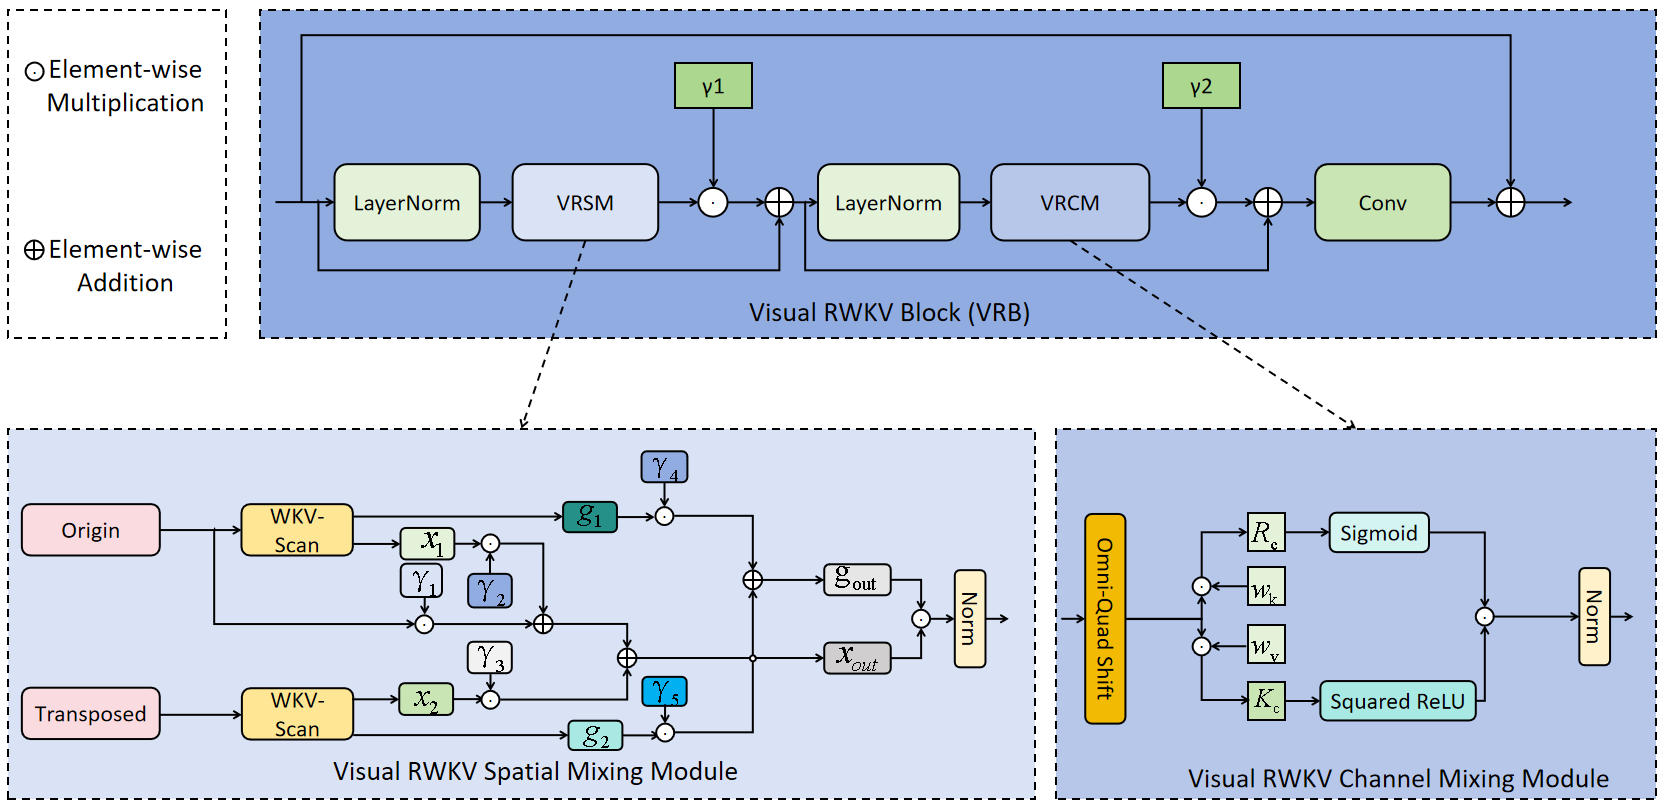 Element-wise
Multiplication
Element-wise
Addition
γ1
γ2
LayerNorm
VRSM
LayerNorm
VRCM
Conv
Visual RWKV Block (VRB)
γ4
Origin
WKV-
Scan
g1
x1
γ1
γ2
gout
Norm
γ3
xout
Transposed
WKV-
Scan
x2
γ5
g2
Visual RWKV Spatial Mixing Module
Omni-Quad Shift
Rc
Sigmoid
wk
wv
Kc
Squared ReLU
Norm
Visual RWKV Channel Mixing Module